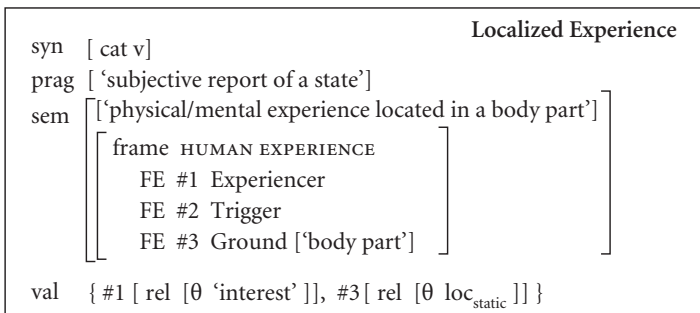 Localized Experience
syn [ cat v]
prag [ ‘subjective report of a state’]
sem [[‘physical/mental experience located in a body part’]
frame HUMAN EXPERIENCE
FE #1 Experiencer
FE #2 Trigger
FE #3 Ground [‘body part’]
val { #1 [ rel [θ ‘interest’ ]], #3 [ rel [θ loc_static ]] }